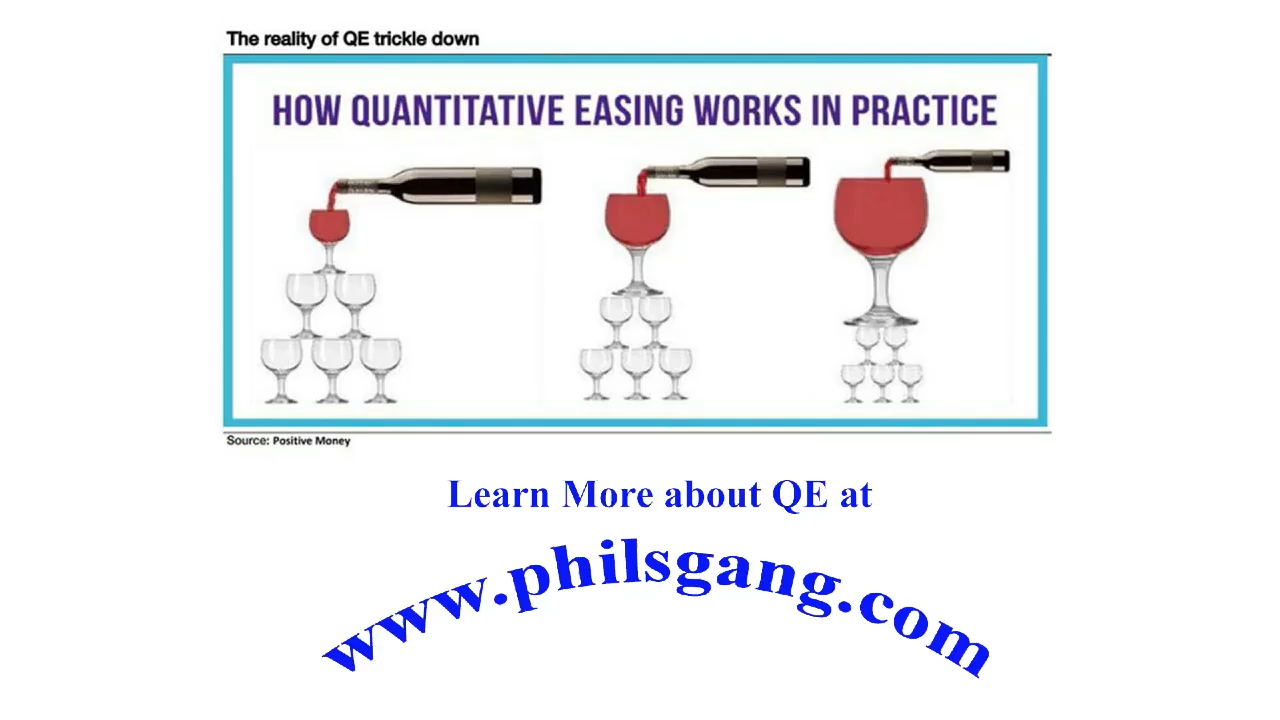 The reality of QE trickle down
HOW QUANTITATIVE EASING WORKS IN PRACTICE
Source: Positive Money
Learn More about QE at
www.philsgang.com